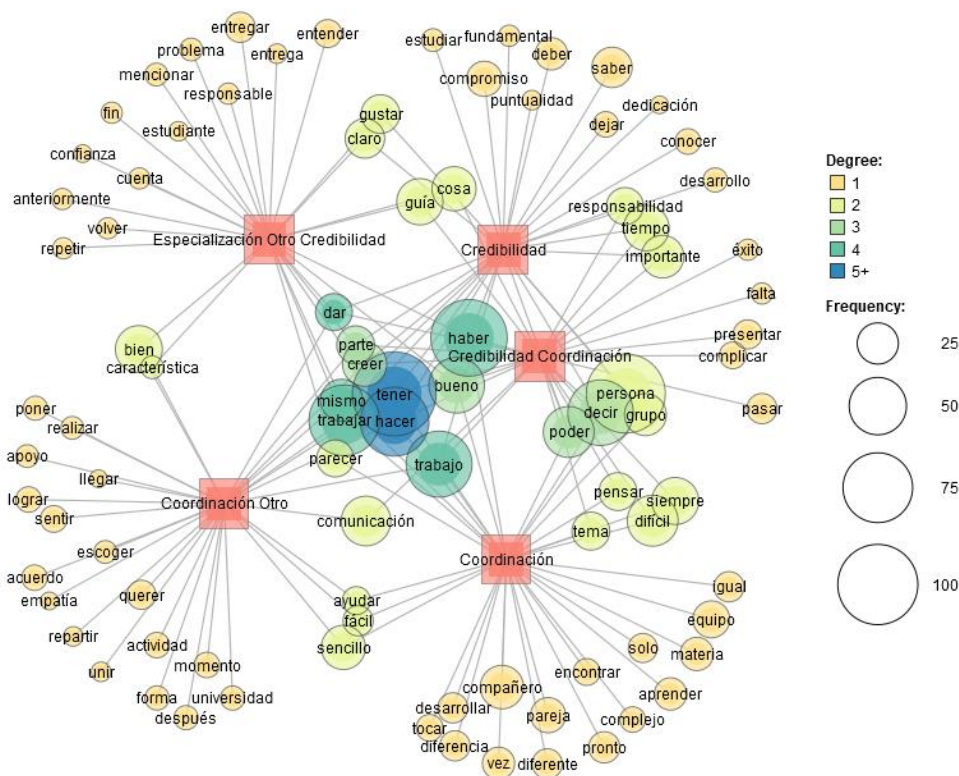 entregar
entender
problema
entrega
mencionar
responsable
fin
estudiante
confianza
cuenta
anteriormente
volver
repetir
Especialización Otro Credibilidad
gustar
claro
guía
cosa
estudiar
fundamental
deber
compromiso
saber
puntualidad
dedicación
dejar
conocer
desarrollo
responsabilidad
tiempo
importante
Credibilidad
éxito
falta
presentar
complicar
pasar
Credibilidad Coordinación
bien
característica
dar
parte
creer
haber
bueno
tener
mismo
trabajar
hacer
parecer
trabajo
persona
decir
grupo
poder
poner
realizar
apoyo
llegar
lograr
sentir
Coordinación Otro
comunicación
pensar
siempre
difícil
tema
Coordinación
escoger
acuerdo
empatía
querer
repartir
actividad
unir
momento
forma
universidad
después
ayudar
fácil
sencillo
igual
equipo
solo
materia
encontrar
aprender
compañero
desarrollar
tocar
pareja
complejo
diferencia
pronto
vez
diferente
Degree:
1
2
3
4
5+
Frequency:
25
50
75
100